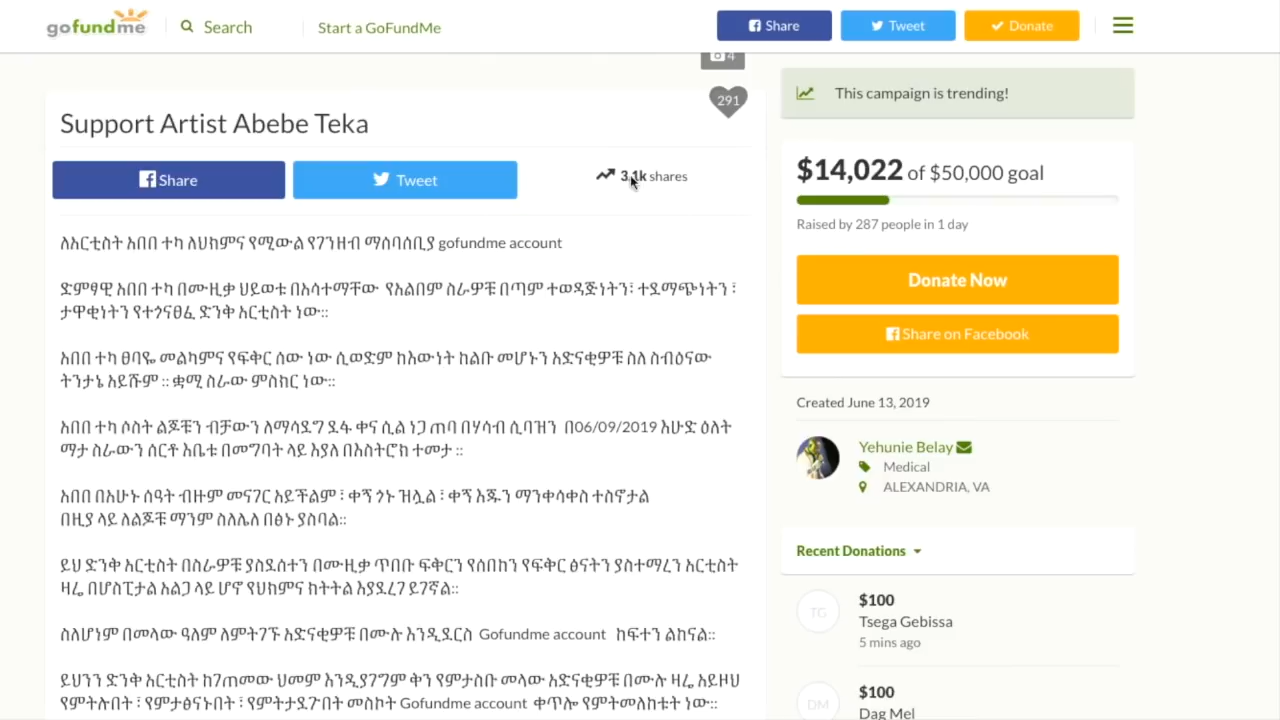 gofundme
Search
Start a GoFundMe
Share
Tweet
Donate
4
291
This campaign is trending!
Support Artist Abebe Teka
Share
Tweet
3.1k shares
$14,022 of $50,000 goal
Raised by 287 people in 1 day
Donate Now
Share on Facebook
Created June 13, 2019
Yehunie Belay
Medical
ALEXANDRIA, VA
Recent Donations
TG
$100
Tsega Gebissa
5 mins ago
DM
$100
Dag Mel
ለአርቲስት አበበ ተካ ለህክምና የሚውል የገንዘብ ማሰባሰቢያ gofundme account
ድምፃዊ አበበ ተካ በሙዚቃ ህይወቱ በአሳተማቸው የአልበም ስራዎቹ በጣም ተወዳጅነትን፣ ተደማጭነትን ፣
ታዋቂነትን የተጎናፀፈ ድንቅ አርቲስት ነው።
አበበ ተካ ፀባዬ መልካምና የፍቅር ሰው ነው ሲወድም ከእውነት ከልቡ መሆኑን አድናቂዎቹ ስለ ስብዕናው
ትንታኔ አይሹም ። ቋሚ ስራው ምስክር ነው።
አበበ ተካ ሶስት ልጆቹን ብቻውን ለማሳደግ ደፋ ቀና ሲል ነጋ ጠባ በሃሳብ ሲባዝን በ06/09/2019 እሁድ ዕለት
ማታ ስራውን ሰርቶ እቤቱ በመግባት ላይ እያለ በእስትሮክ ተመታ ።
አበበ በአሁኑ ሰዓት ብዙም መናገር አይችልም ፣ ቀኝ ጎኑ ዝሏል ፣ ቀኝ እጁን ማንቀሳቀስ ተስኖታል
በዚያ ላይ ለልጆቹ ማንም ስለሌለ በፅኑ ያስባል።
ይህ ድንቅ አርቲስት በስራዎቹ ያስደሰተን በሙዚቃ ጥበቡ ፍቅርን የሰበከን የፍቅር ፅናትን ያስተማረን አርቲስት
ዛሬ በሆስፒታል አልጋ ላይ ሆኖ የህክምና ክትትል እያደረገ ይገኛል።
ስለሆነም በመላው ዓለም ለምትገኙ አድናቂዎቹ በሙሉ እንዲደርስ Gofundme account ከፍተን ልከናል።
ይህንን ድንቅ አርቲስት ከገጠመው ህመም እንዲያገግም ቅን የምታስቡ መላው አድናቂዎቹ በሙሉ ዛሬ አይዞህ
የምትሉበት ፣ የምታፅናኑበት ፣ የምትታደጉበት መስኮት Gofundme account ቀጥሎ የምትመለከቱት ነው።